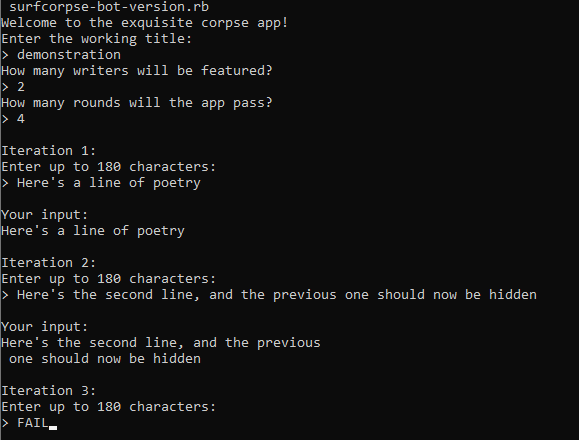 surfcorpse-bot-version.rb
Welcome to the exquisite corpse app!
Enter the working title:
> demonstration
How many writers will be featured?
> 2
How many rounds will the app pass?
> 4
Iteration 1:
Enter up to 180 characters:
> Here's a line of poetry
Your input:
Here's a line of poetry
Iteration 2:
Enter up to 180 characters:
> Here's the second line, and the previous one should now be hidden
Your input:
Here's the second line, and the previous
one should now be hidden
Iteration 3:
Enter up to 180 characters:
> FAIL